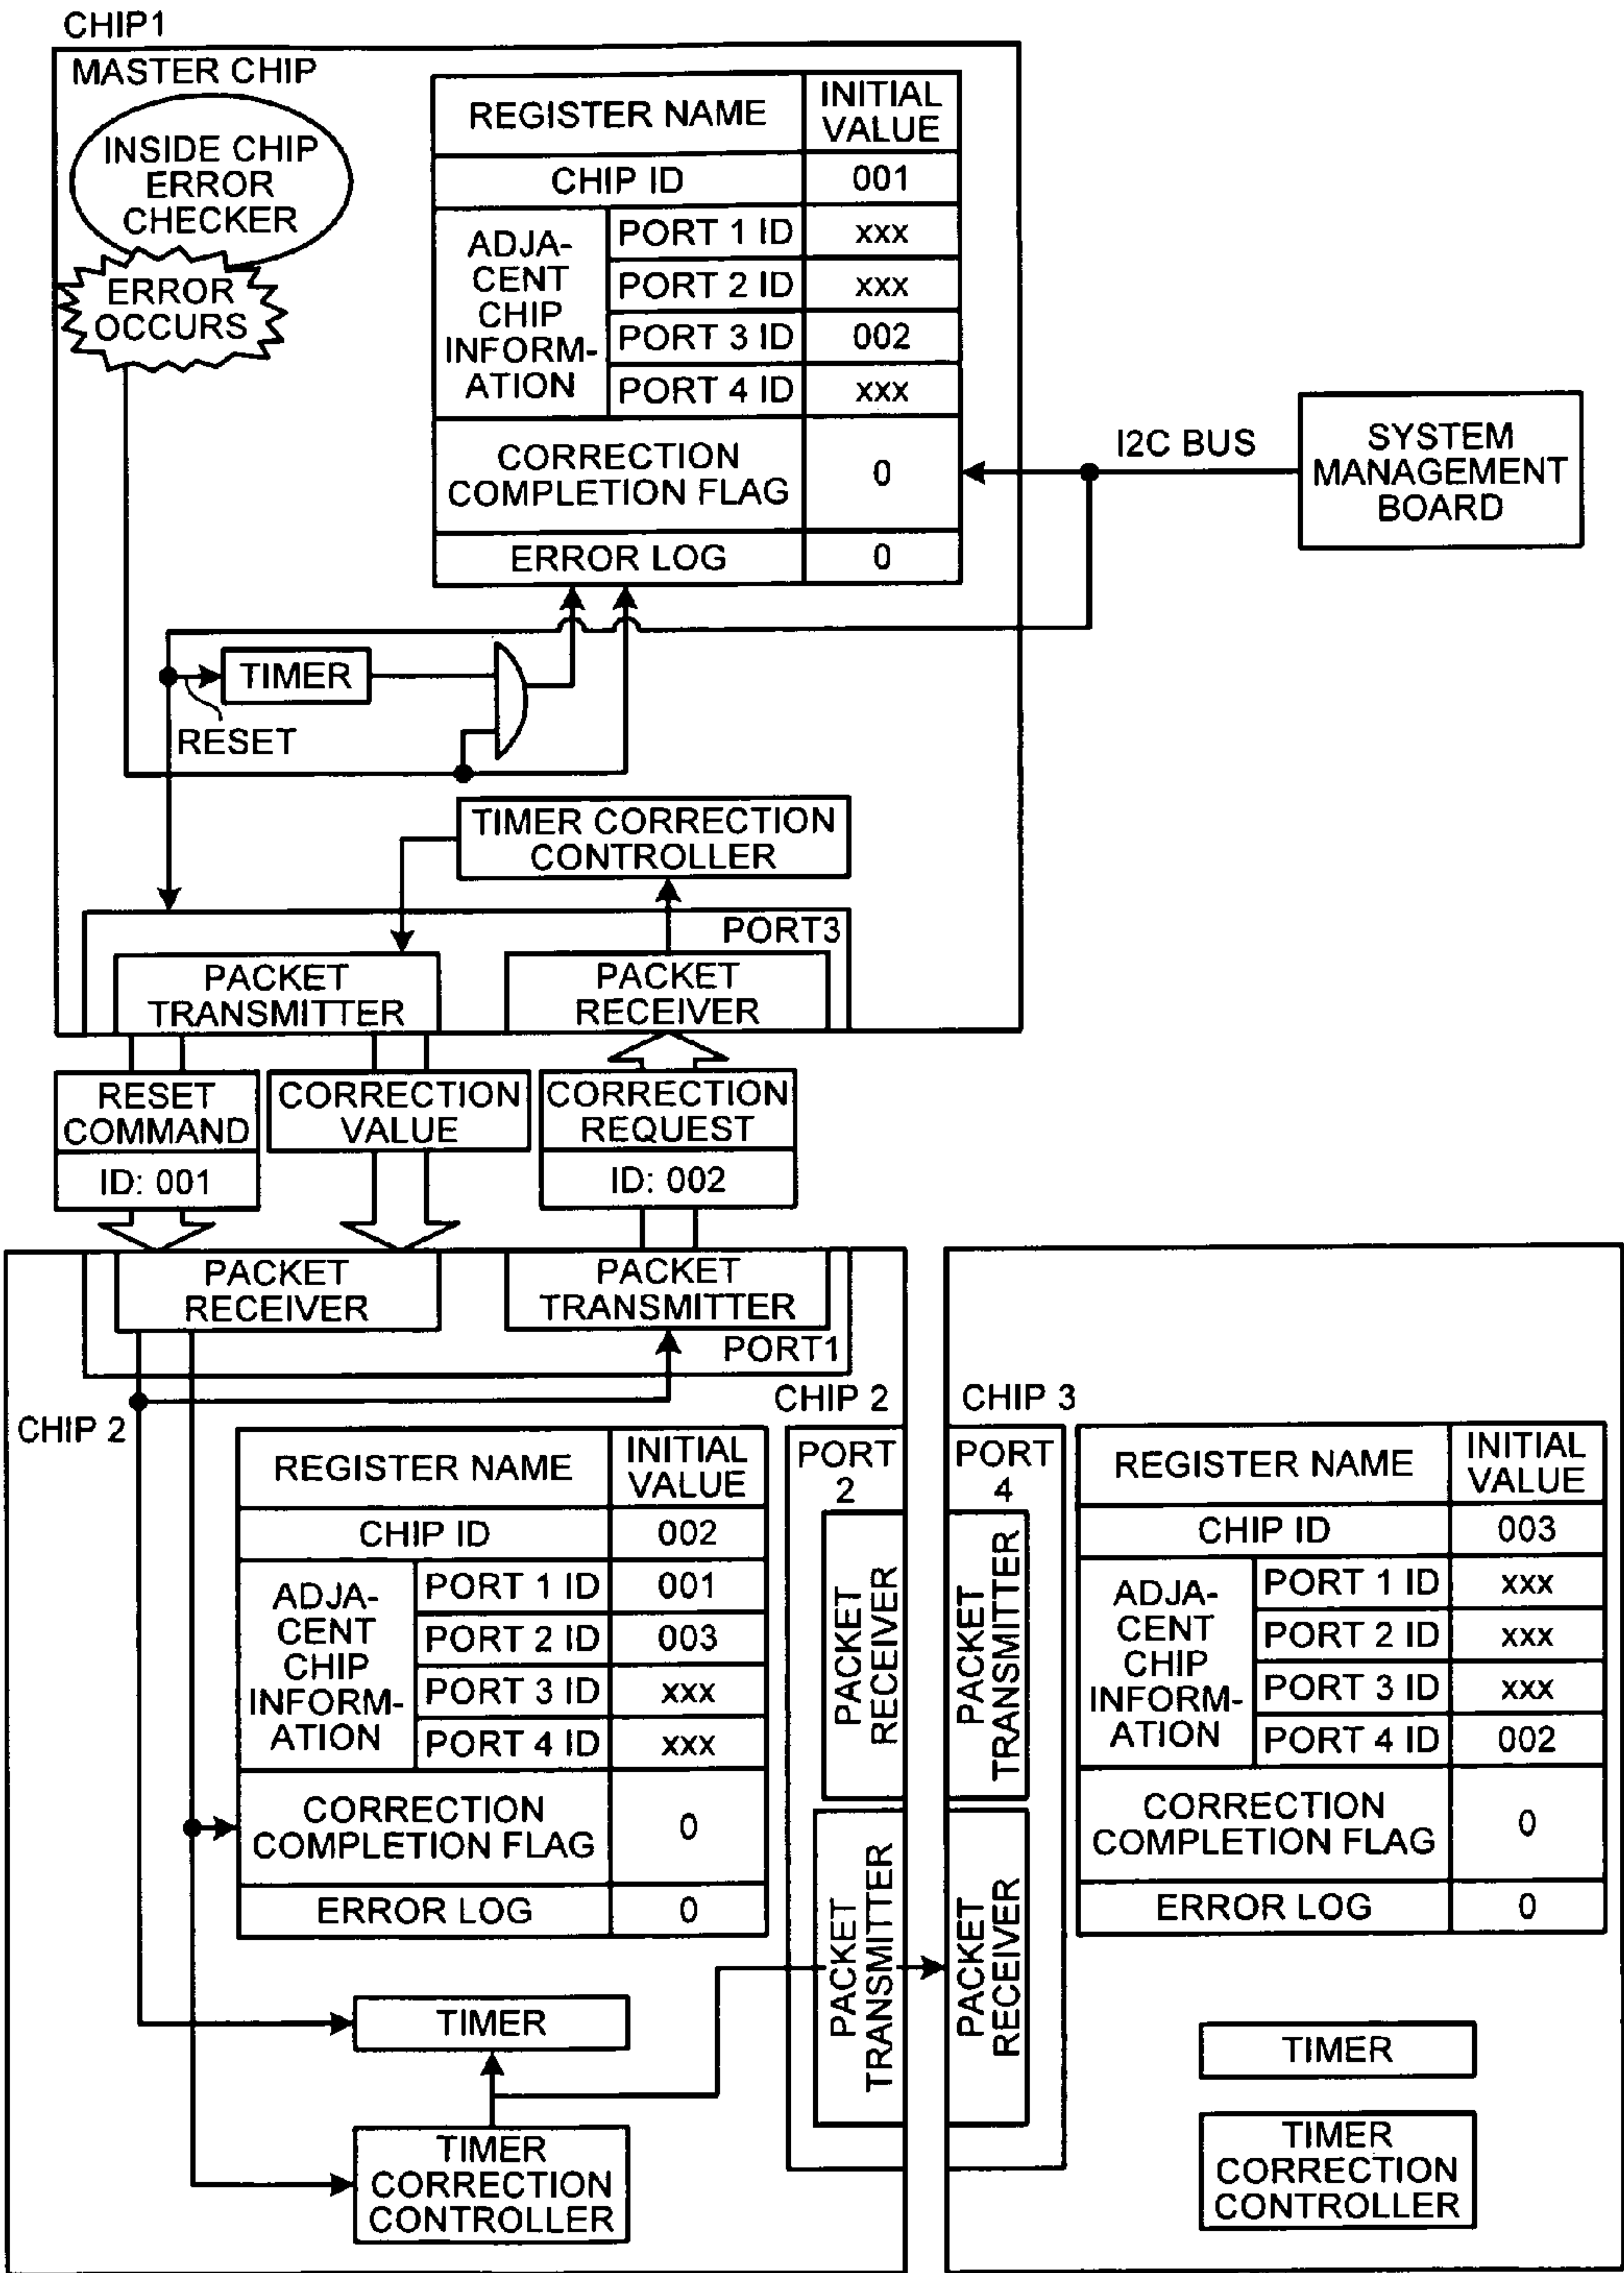 CHIP1
MASTER CHIP
INSIDE CHIP
ERROR
CHECKER
ERROR
OCCURS
REGISTER NAME
INITIAL
VALUE
CHIP ID
001
ADJA-
CENT
CHIP
INFORM-
ATION
PORT 1 ID
xxx
PORT 2 ID
xxx
PORT 3 ID
002
PORT 4 ID
xxx
CORRECTION
COMPLETION FLAG
0
ERROR LOG
0
I2C BUS
SYSTEM
MANAGEMENT
BOARD
TIMER
RESET
TIMER CORRECTION
CONTROLLER
PORT3
PACKET
TRANSMITTER
PACKET
RECEIVER
RESET
COMMAND
ID: 001
CORRECTION
VALUE
CORRECTION
REQUEST
ID: 002
PACKET
RECEIVER
PACKET
TRANSMITTER
PORT1
CHIP 2
CHIP 2
CHIP 3
REGISTER NAME
INITIAL
VALUE
CHIP ID
002
ADJA-
CENT
CHIP
INFORM-
ATION
PORT 1 ID
001
PORT 2 ID
003
PORT 3 ID
xxx
PORT 4 ID
xxx
CORRECTION
COMPLETION FLAG
0
ERROR LOG
0
TIMER
TIMER
CORRECTION
CONTROLLER
PORT
2
PACKET
RECEIVER
PACKET
TRANSMITTER
PORT
4
PACKET
TRANSMITTER
PACKET
RECEIVER
REGISTER NAME
INITIAL
VALUE
CHIP ID
003
ADJA-
CENT
CHIP
INFORM-
ATION
PORT 1 ID
xxx
PORT 2 ID
xxx
PORT 3 ID
xxx
PORT 4 ID
002
CORRECTION
COMPLETION FLAG
0
ERROR LOG
0
TIMER
TIMER
CORRECTION
CONTROLLER